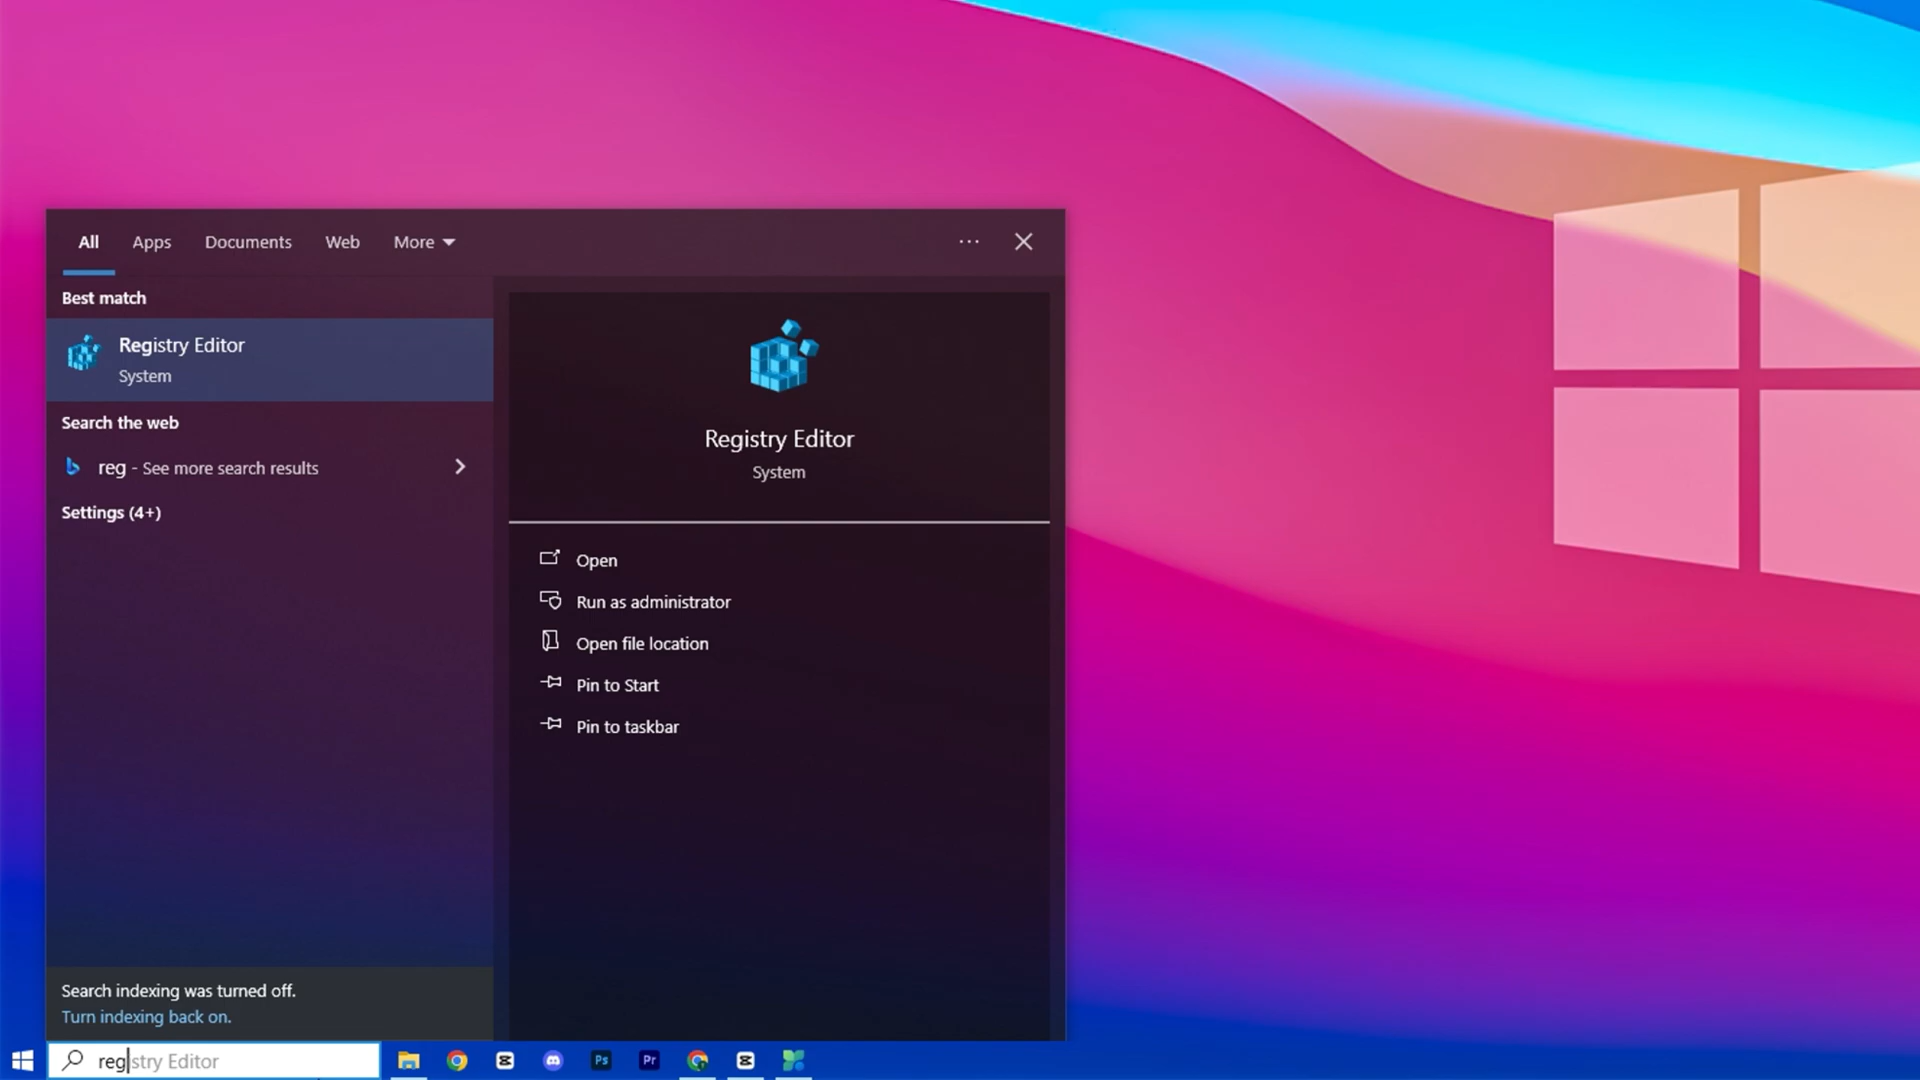 All Apps Documents Web More ...
Best match
Registry Editor
System
Search the web
reg - See more search results
Settings (4+)
Search indexing was turned off.
Turn indexing back on.
Registry Editor
System
Open
Run as administrator
Open file location
Pin to Start
Pin to taskbar
registry Editor
Ps
Pr